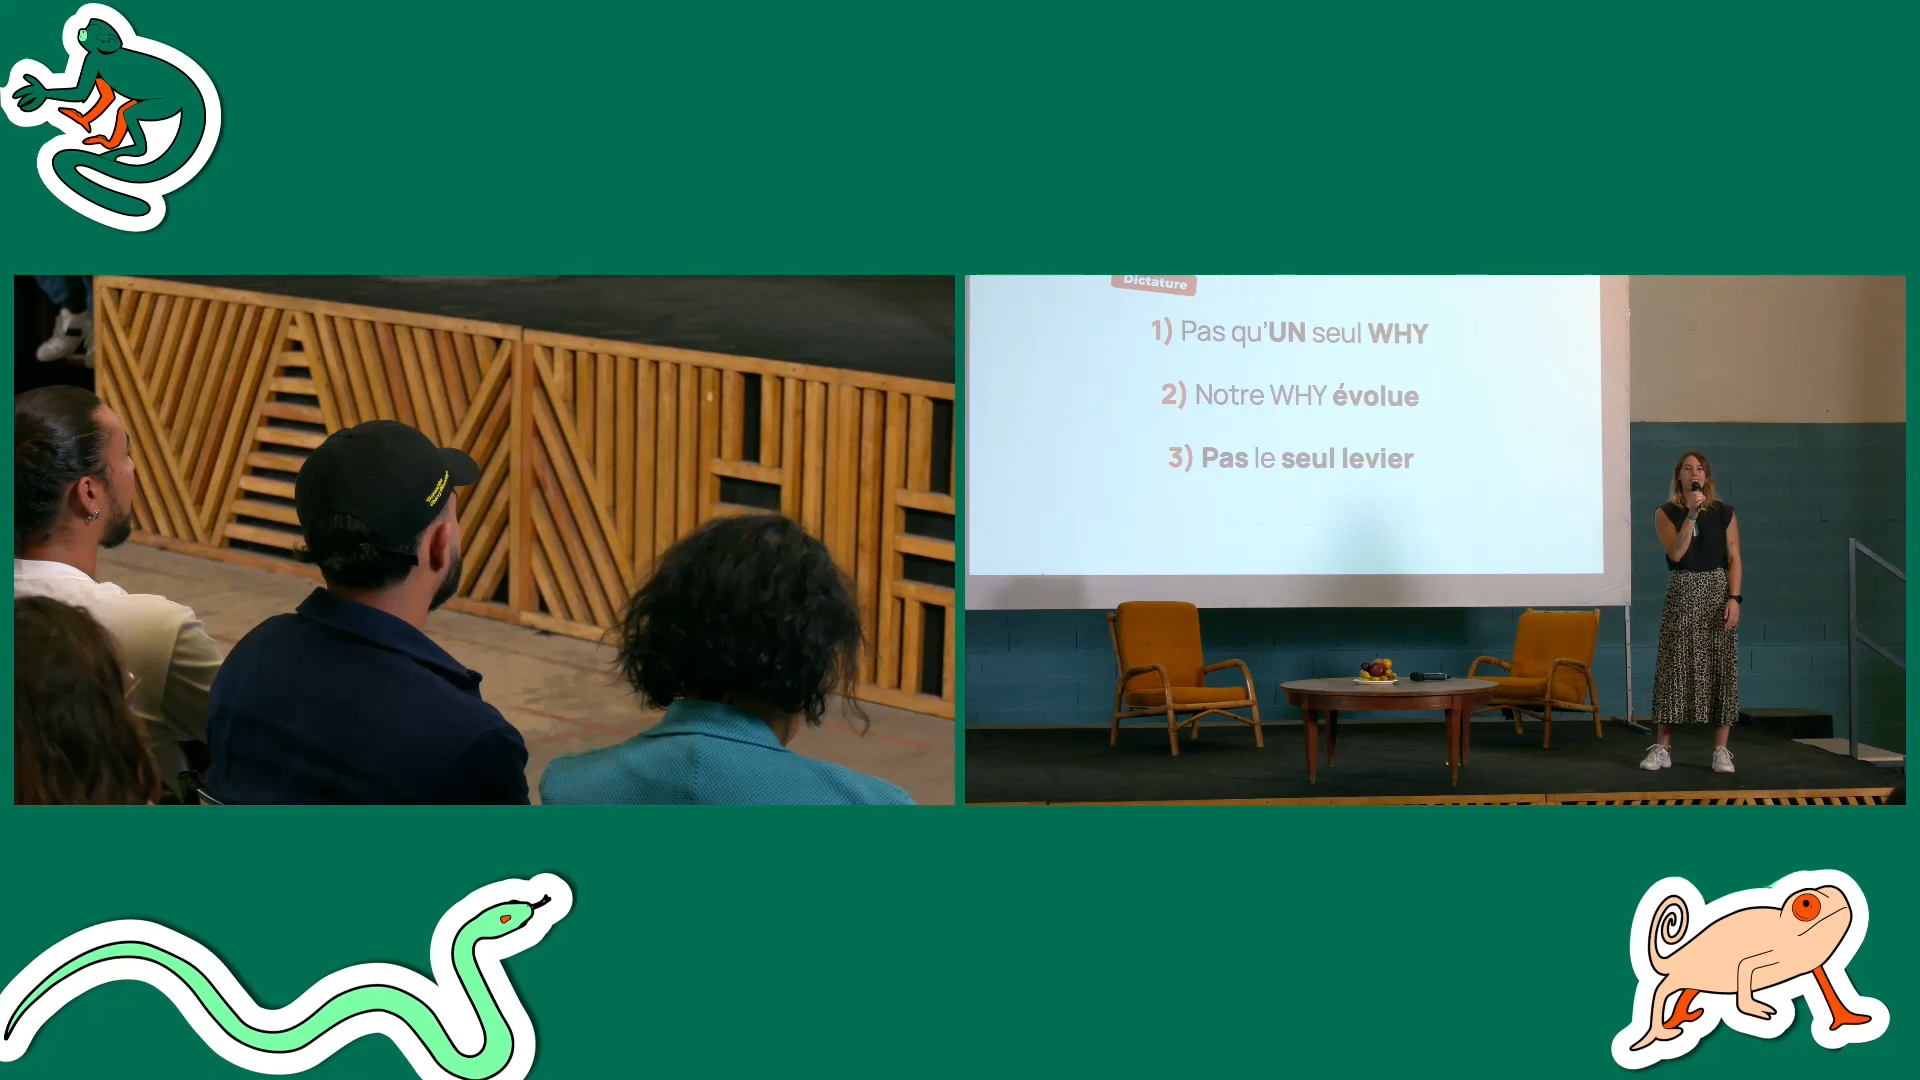 Dictature
1) Pas qu'UN seul WHY
2) Notre WHY évolue
3) Pas le seul levier